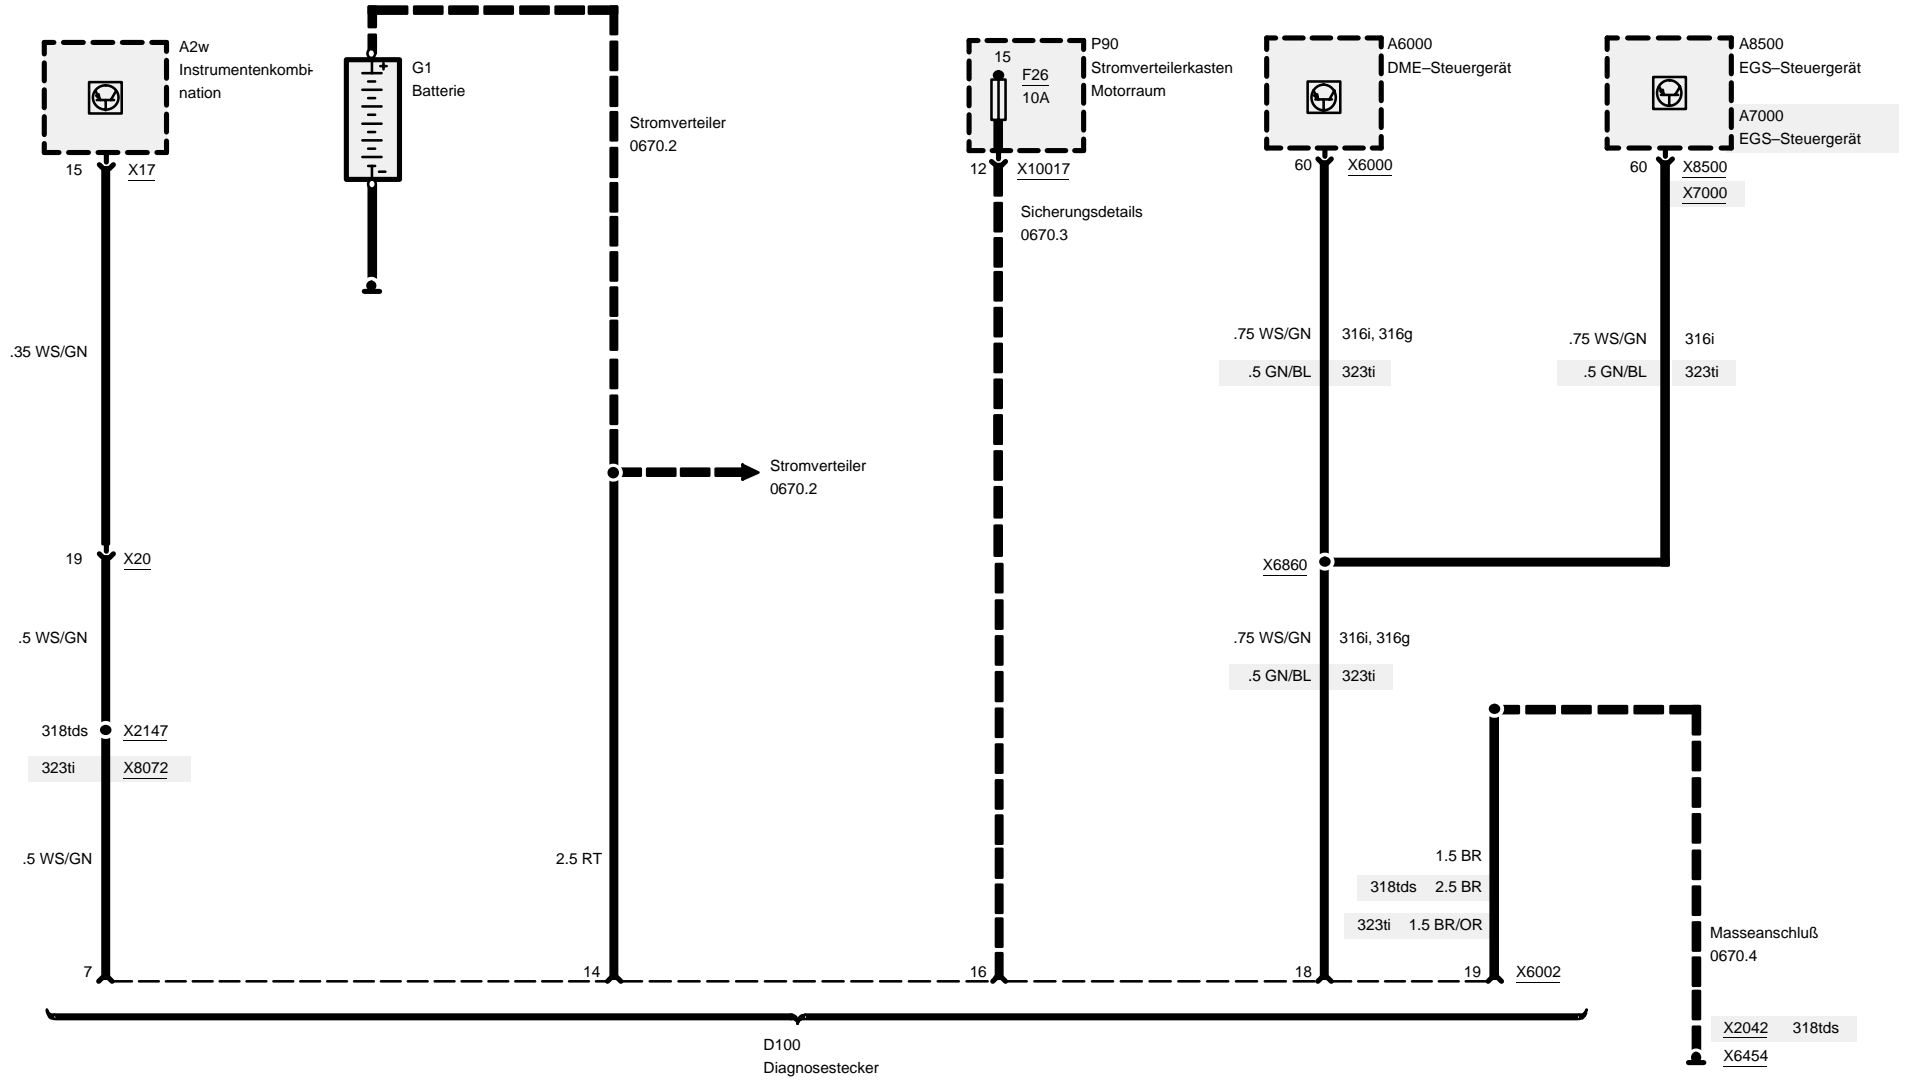 A2w
Instrumentenkombi-
nation
15 X17
.35 WS/GN
19 X20
.5 WS/GN
318tds X2147
323ti X8072
.5 WS/GN
7
+
-
G1
Batterie
Stromverteiler
0670.2
Stromverteiler
0670.2
2.5 RT
14
15
F26
10A
P90
Stromverteilerkasten
Motorraum
12 X10017
Sicherungsdetails
0670.3
16
A6000
DME–Steuergerät
60 X6000
.75 WS/GN 316i, 316g
.5 GN/BL 323ti
X6860
.75 WS/GN 316i, 316g
.5 GN/BL 323ti
18
A8500
EGS–Steuergerät
A7000
EGS–Steuergerät
60 X8500
X7000
.75 WS/GN 316i
.5 GN/BL 323ti
1.5 BR
318tds 2.5 BR
323ti 1.5 BR/OR
19 X6002
Masseanschluß
0670.4
X2042 318tds
X6454
D100
Diagnosestecker